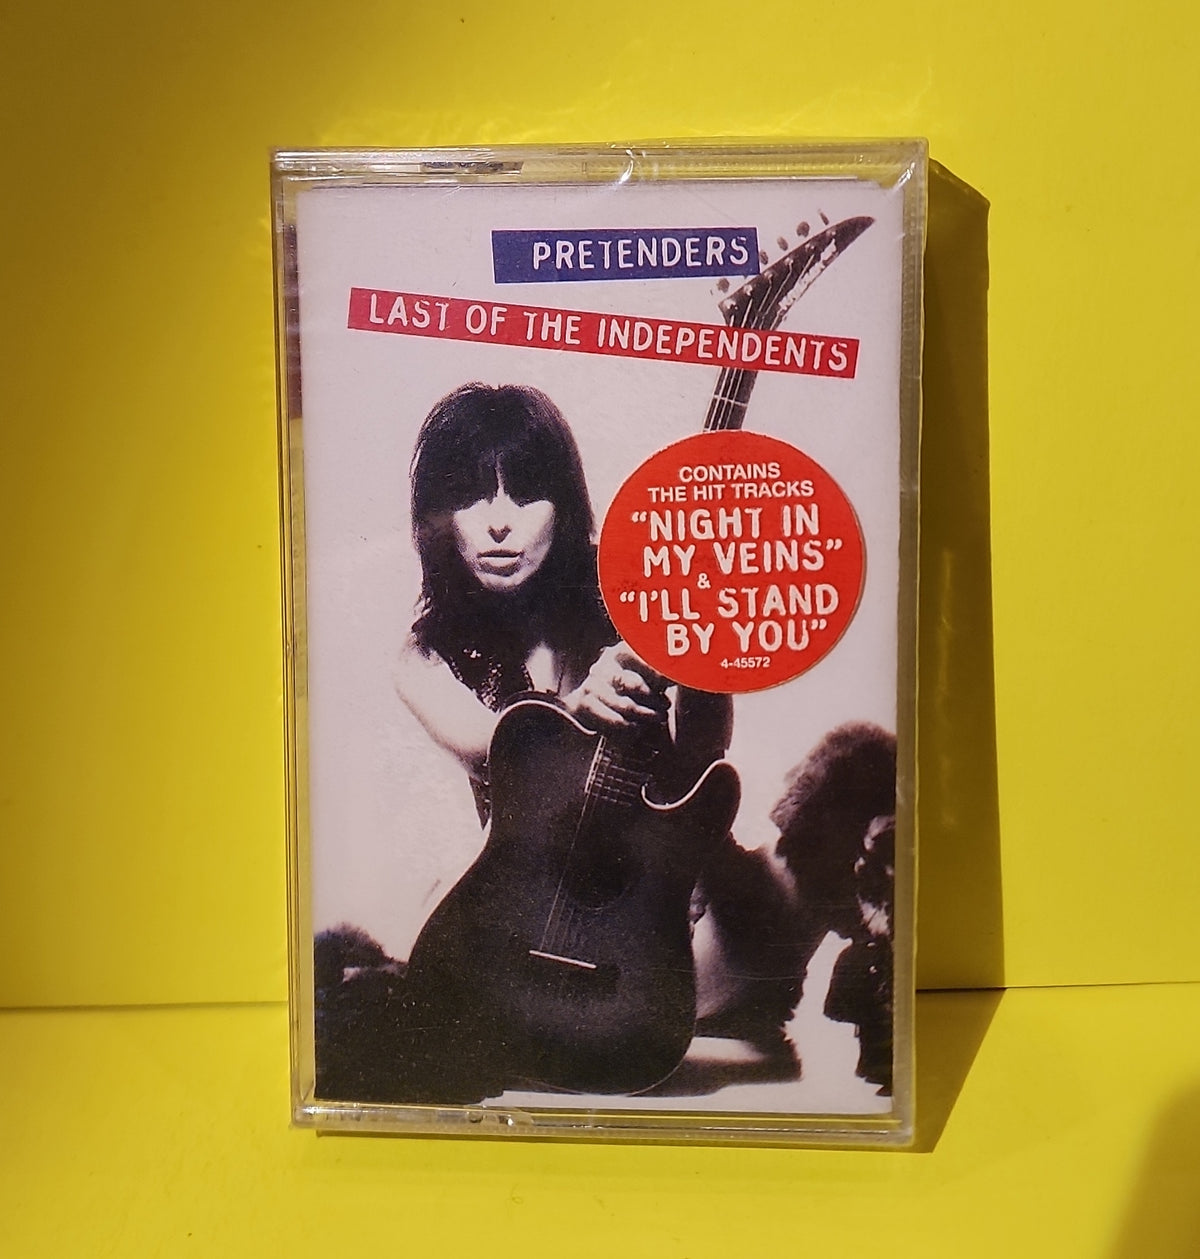 PRETENDERS
LAST OF THE INDEPENDENTS
CONTAINS
THE HIT TRACKS
“NIGHT IN
MY VEINS”
&
“I'LL STAND
BY YOU”
4-45572